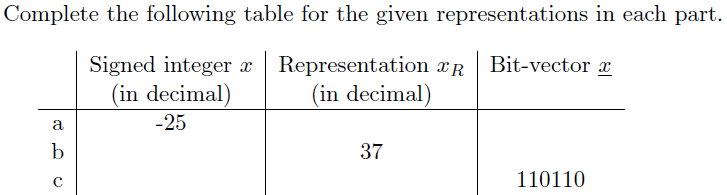 Complete the following table for the given representations in each part.
Signed integer x Representation x_R Bit-vector x
(in decimal) (in decimal)
a -25
b 37
c 110110